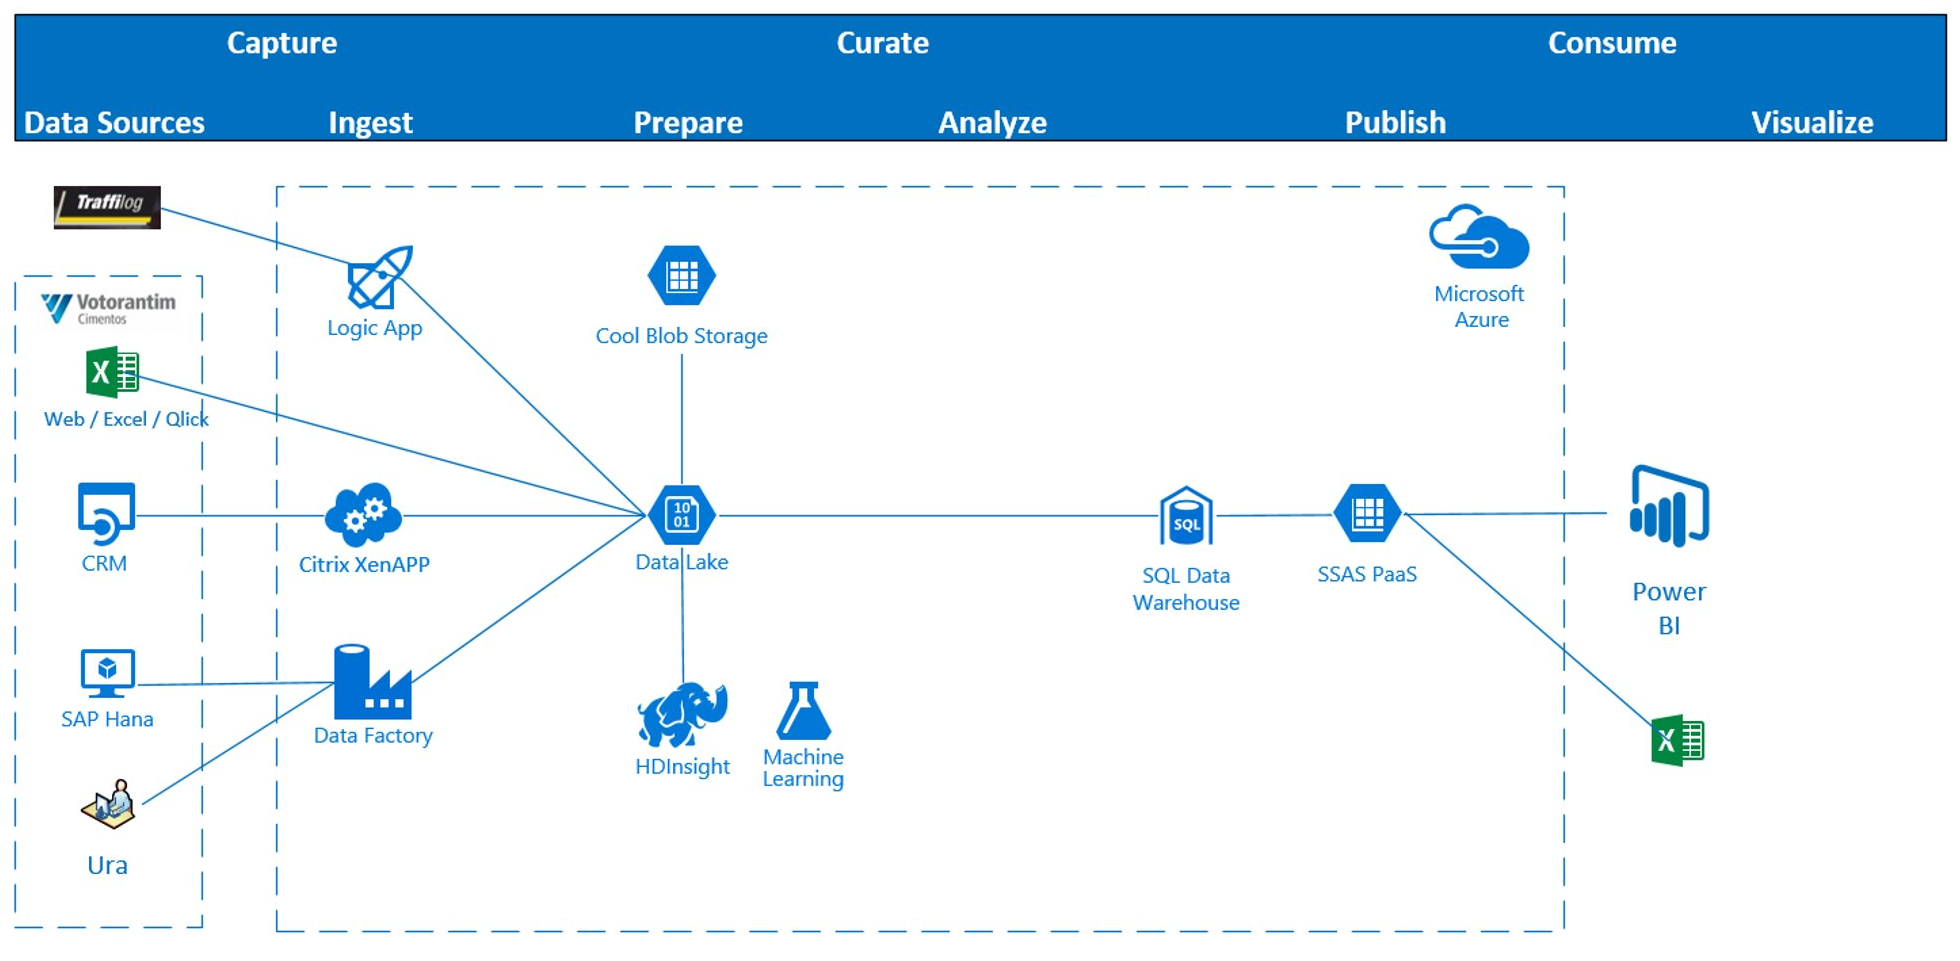 Capture
Curate
Consume
Data Sources
Ingest
Prepare
Analyze
Publish
Visualize
Traffilog
Votorantim
Cimentos
X
Web / Excel / Qlick
CRM
SAP Hana
Ura
Logic App
Citrix XenAPP
Data Factory
Cool Blob Storage
10
01
Data Lake
HDInsight
Machine
Learning
SQL
SQL Data
Warehouse
SSAS PaaS
Microsoft
Azure
Power
BI
X